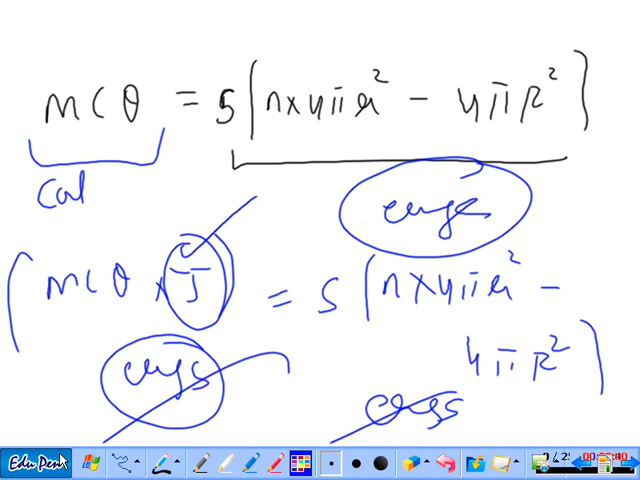 mcθ = S(n×4πr² − 4πR²)
cal
ergs
(mcθ × J = S(n×4πr² −
4πR²)
ergs
ergs
Edu Pen